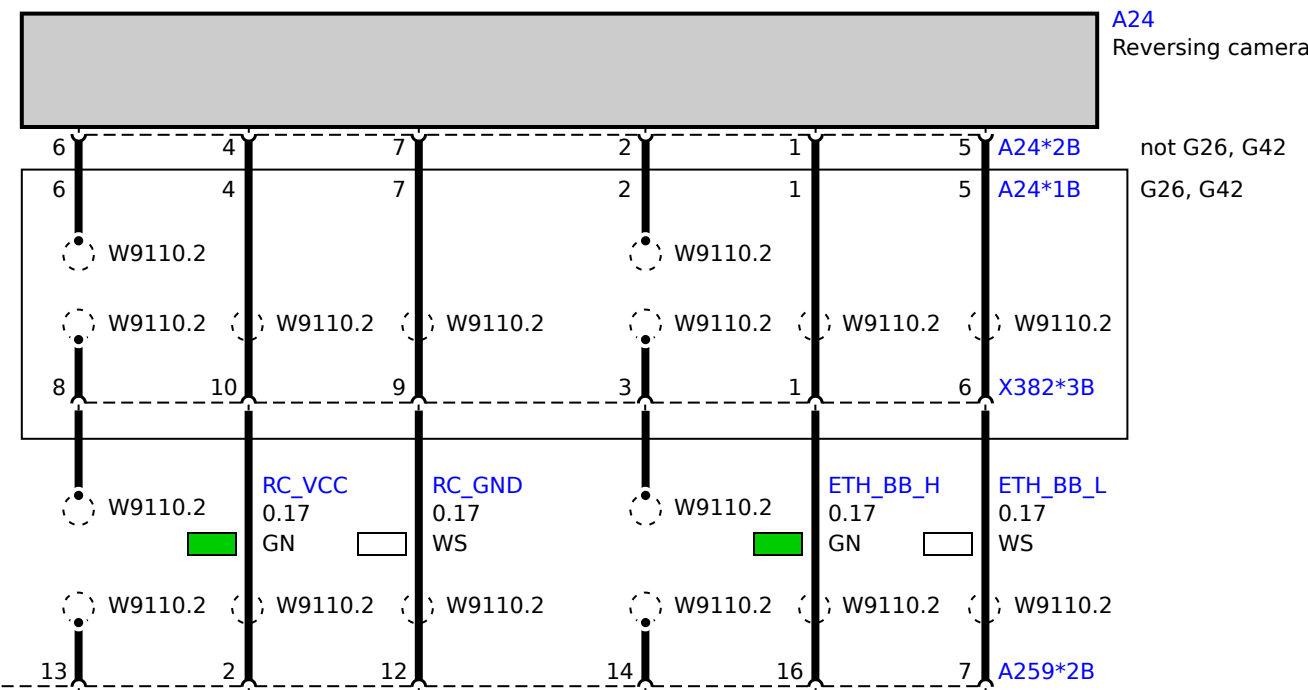 A24
Reversing camera
6 4 7 2 1 5 A24*2B not G26, G42
6 4 7 2 1 5 A24*1B G26, G42
W9110.2 W9110.2
W9110.2 W9110.2 W9110.2 W9110.2 W9110.2 W9110.2
8 10 9 3 1 6 X382*3B
RC_VCC RC_GND ETH_BB_H ETH_BB_L
W9110.2 0.17 0.17 W9110.2 0.17 0.17
GN WS GN WS
W9110.2 W9110.2 W9110.2 W9110.2 W9110.2 W9110.2
13 2 12 14 16 7 A259*2B